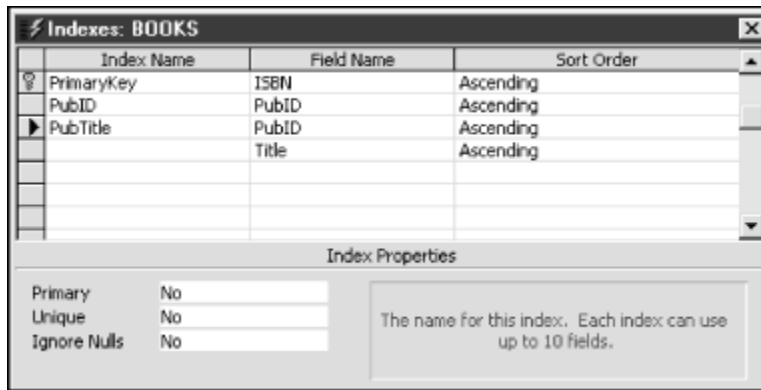 Indexes: BOOKS
Index Name Field Name Sort Order
PrimaryKey ISBN Ascending
PubID PubID Ascending
PubTitle PubID Ascending
Title Ascending
Index Properties
Primary No
Unique No
Ignore Nulls No
The name for this index. Each index can use
up to 10 fields.